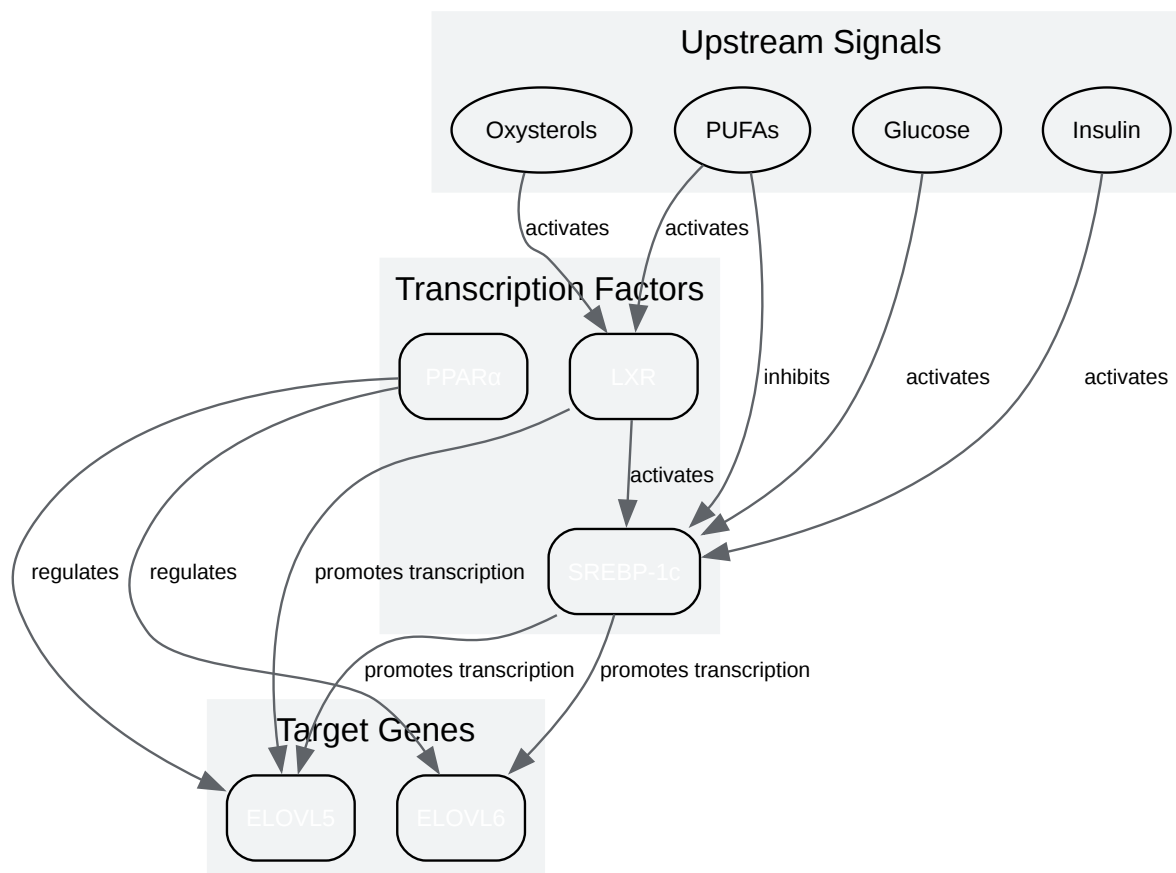 Upstream Signals
Oxysterols
PUFAs
Glucose
Insulin
activates
activates
Transcription Factors
PPARα
LXR
inhibits
activates
activates
activates
SREBP-1c
regulates
regulates
promotes transcription
promotes transcription
promotes transcription
Target Genes
ELOVL5
ELOVL6